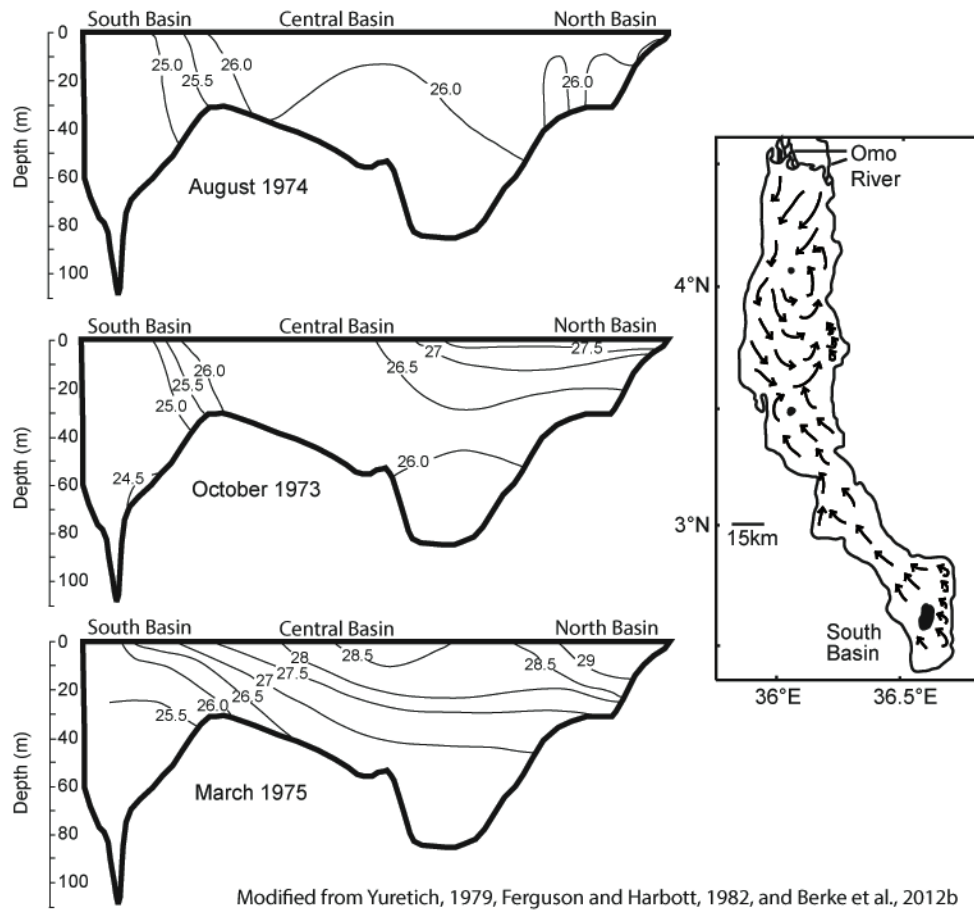 South Basin Central Basin North Basin
0
20
40
60
80
100
Depth (m)
25.0
25.5
26.0
26.0
26.0
August 1974
South Basin Central Basin North Basin
0
20
40
60
80
100
Depth (m)
25.0
25.5
26.0
24.5
26.5
27
27.5
26.0
October 1973
South Basin Central Basin North Basin
0
20
40
60
80
100
Depth (m)
25.5
26.0
26.5
27
27.5
28
28.5
28.5
29
March 1975
Omo
River
4°N
3°N
15km
South
Basin
36°E 36.5°E
Modified from Yuretich, 1979, Ferguson and Harbott, 1982, and Berke et al., 2012b